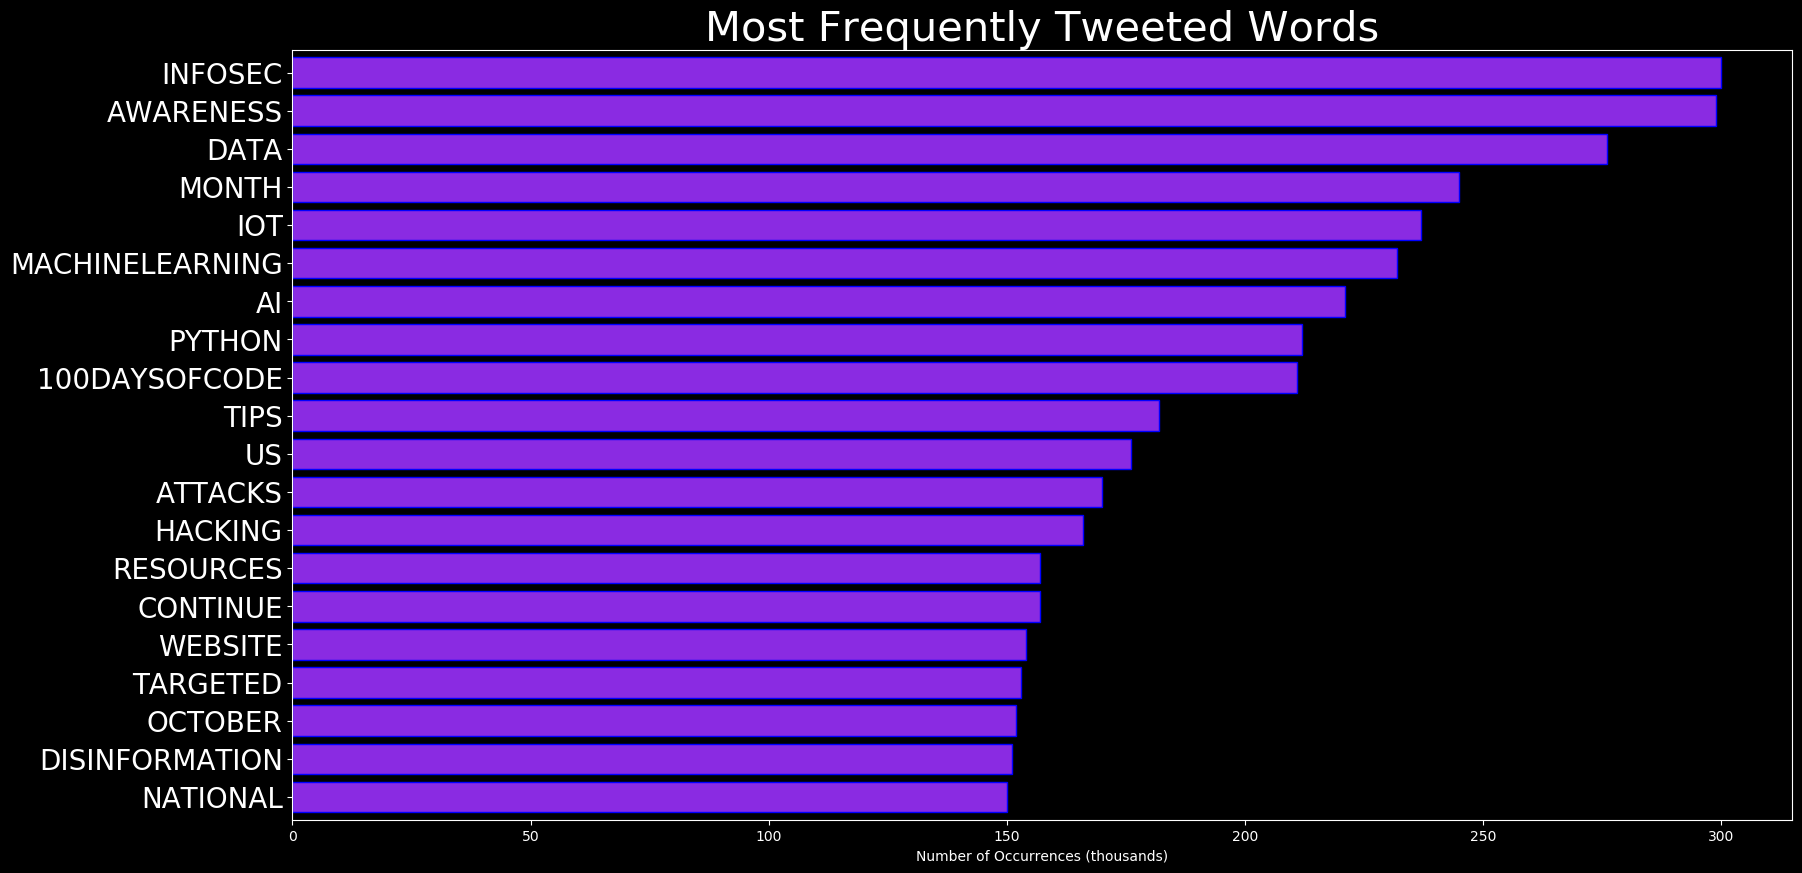 Most Frequently Tweeted Words
INFOSEC
AWARENESS
DATA
MONTH
IOT
MACHINELEARNING
AI
PYTHON
100DAYSOFCODE
TIPS
US
ATTACKS
HACKING
RESOURCES
CONTINUE
WEBSITE
TARGETED
OCTOBER
DISINFORMATION
NATIONAL
0 50 100 150 200 250 300
Number of Occurrences (thousands)